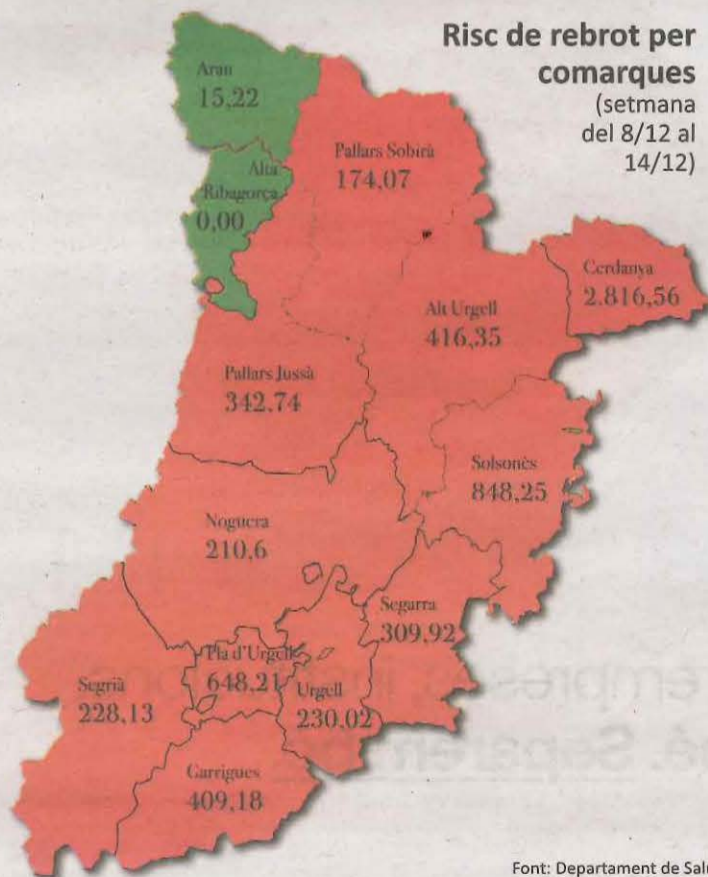 Risc de rebrot per
comarques
(setmana
del 8/12 al
14/12)
Aran
15,22
Alta
Ribagorça
0,00
Pallars Sobirà
174,07
Cerdanya
2.816,56
Alt Urgell
416,35
Pallars Jussà
342,74
Solsonès
848,25
Noguera
210,6
Segarra
309,92
Pla d'Urgell
648,21
Segrià
228,13
Urgell
230,02
Garrigues
409,18
Font: Departament de Salu